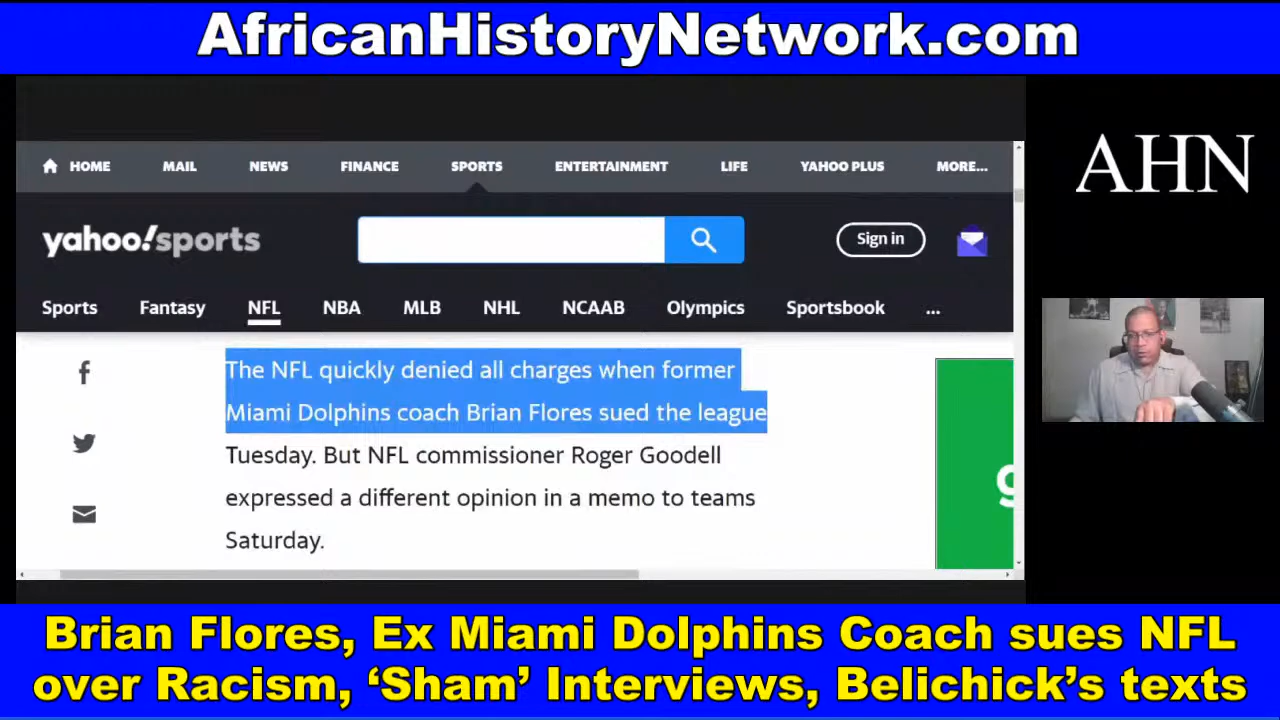 AfricanHistoryNetwork.com
AHN
HOME MAIL NEWS FINANCE SPORTS ENTERTAINMENT LIFE YAHOO PLUS MORE...
yahoo!sports
Sign in
Sports Fantasy NFL NBA MLB NHL NCAAB Olympics Sportsbook ...
The NFL quickly denied all charges when former
Miami Dolphins coach Brian Flores sued the league
Tuesday. But NFL commissioner Roger Goodell
expressed a different opinion in a memo to teams
Saturday.
Brian Flores, Ex Miami Dolphins Coach sues NFL
over Racism, ‘Sham’ Interviews, Belichick’s texts